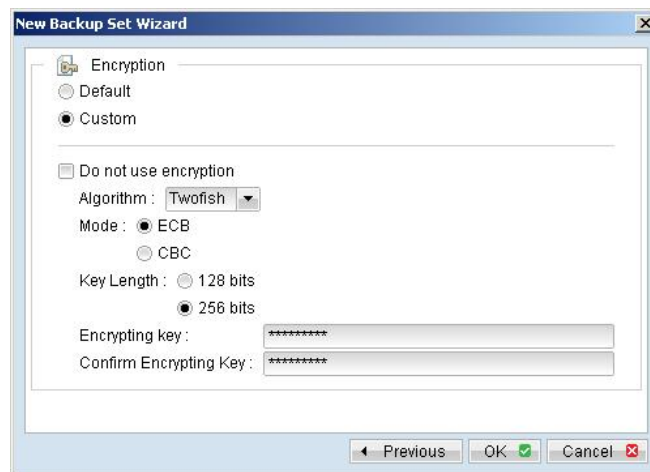 New Backup Set Wizard
Encryption
Default
Custom
Do not use encryption
Algorithm : Twofish
Mode : ECB
CBC
Key Length : 128 bits
256 bits
Encrypting key : *********
Confirm Encrypting Key : *********
Previous OK Cancel